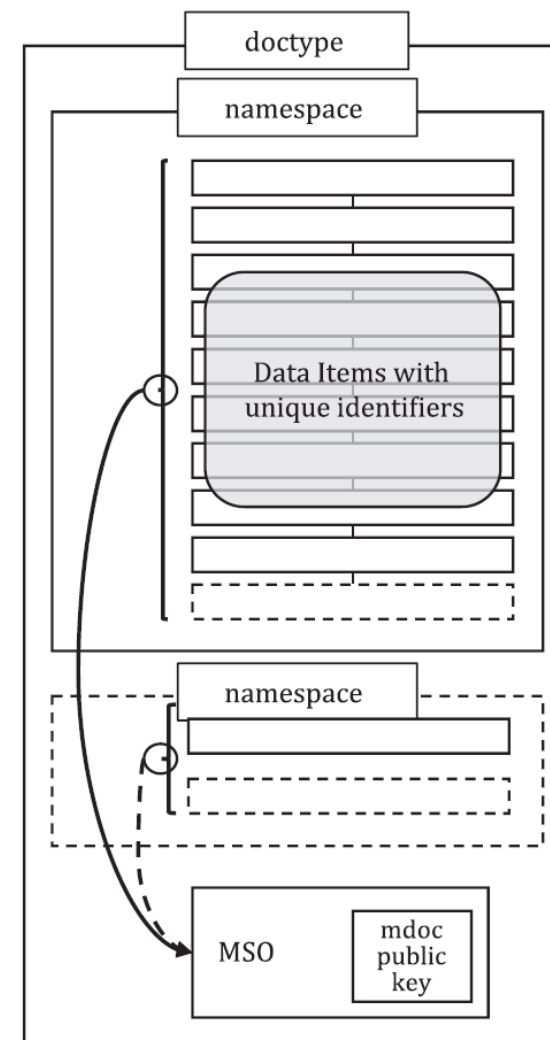 doctype
namespace
Data Items with
unique identifiers
namespace
MSO
mdoc
public
key